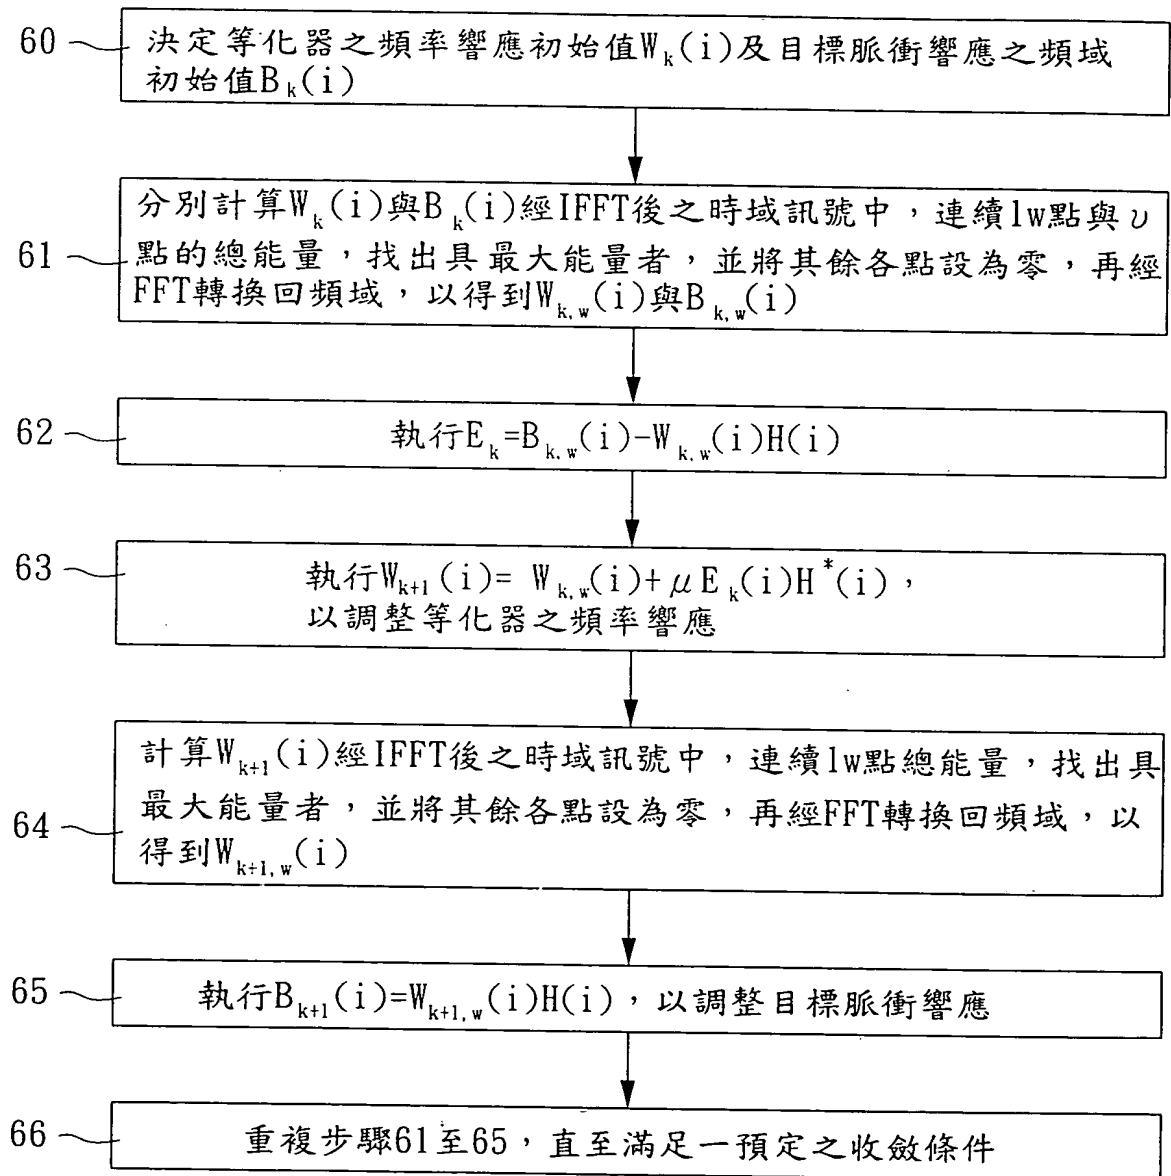 60
決定等化器之頻率響應初始值W_k(i)及目標脈衝響應之頻域
初始值B_k(i)
61
分別計算W_k(i)與B_k(i)經IFFT後之時域訊號中，連續lw點與υ
點的總能量，找出具最大能量者，並將其餘各點設為零，再經
FFT轉換回頻域，以得到W_{k,w}(i)與B_{k,w}(i)
62
執行E_k=B_{k,w}(i)-W_{k,w}(i)H(i)
63
執行W_{k+1}(i)= W_{k,w}(i)+μE_k(i)H^*(i)，
以調整等化器之頻率響應
64
計算W_{k+1}(i)經IFFT後之時域訊號中，連續lw點總能量，找出具
最大能量者，並將其餘各點設為零，再經FFT轉換回頻域，以
得到W_{k+1,w}(i)
65
執行B_{k+1}(i)=W_{k+1,w}(i)H(i)，以調整目標脈衝響應
66
重複步驟61至65，直至滿足一預定之收斂條件